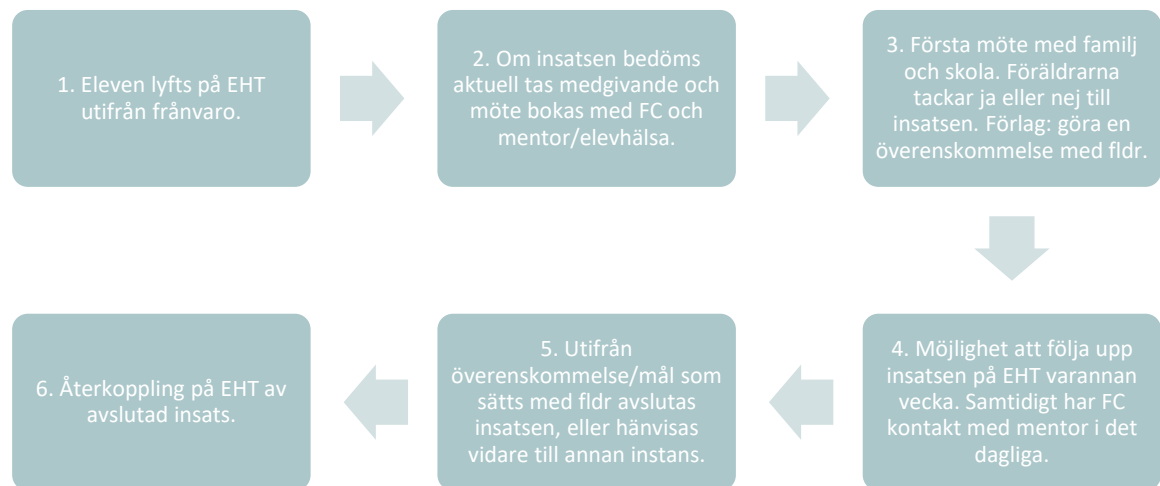 1. Eleven lyfts på EHT
utifrån frånvaro.
2. Om insatsen bedöms
aktuell tas medgivande och
möte bokas med FC och
mentor/elevhälsa.
3. Första möte med familj
och skola. Föräldrarna
tackar ja eller nej till
insatsen. Förlag: göra en
överenskommelse med fldr.
4. Möjlighet att följa upp
insatsen på EHT varannan
vecka. Samtidigt har FC
kontakt med mentor i det
dagliga.
5. Utifrån
överenskommelse/mål som
sätts med fldr avslutas
insatsen, eller hänvisas
vidare till annan instans.
6. Återkoppling på EHT av
avslutad insats.